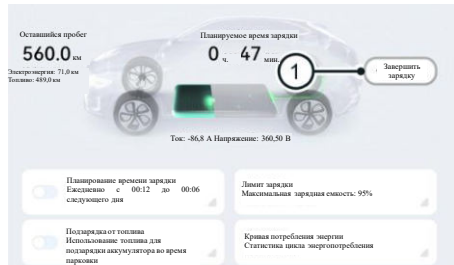 Оставшийся пробег
560.0 км
Электроэнергия: 71,0 км
Топливо: 489,0 км
Планируемое время зарядки
0 ч. 47 мин.
1
Завершить
зарядку
Ток: -86,8 А Напряжение: 360,50 В
Планирование времени зарядки
Ежедневно с 00:12 до 00:06
следующего дня
Лимит зарядки
Максимальная зарядная емкость: 95%
Подзарядка от топлива
Использование топлива для
подзарядки аккумулятора во время
парковки
Кривая потребления энергии
Статистика цикла энергопотребления